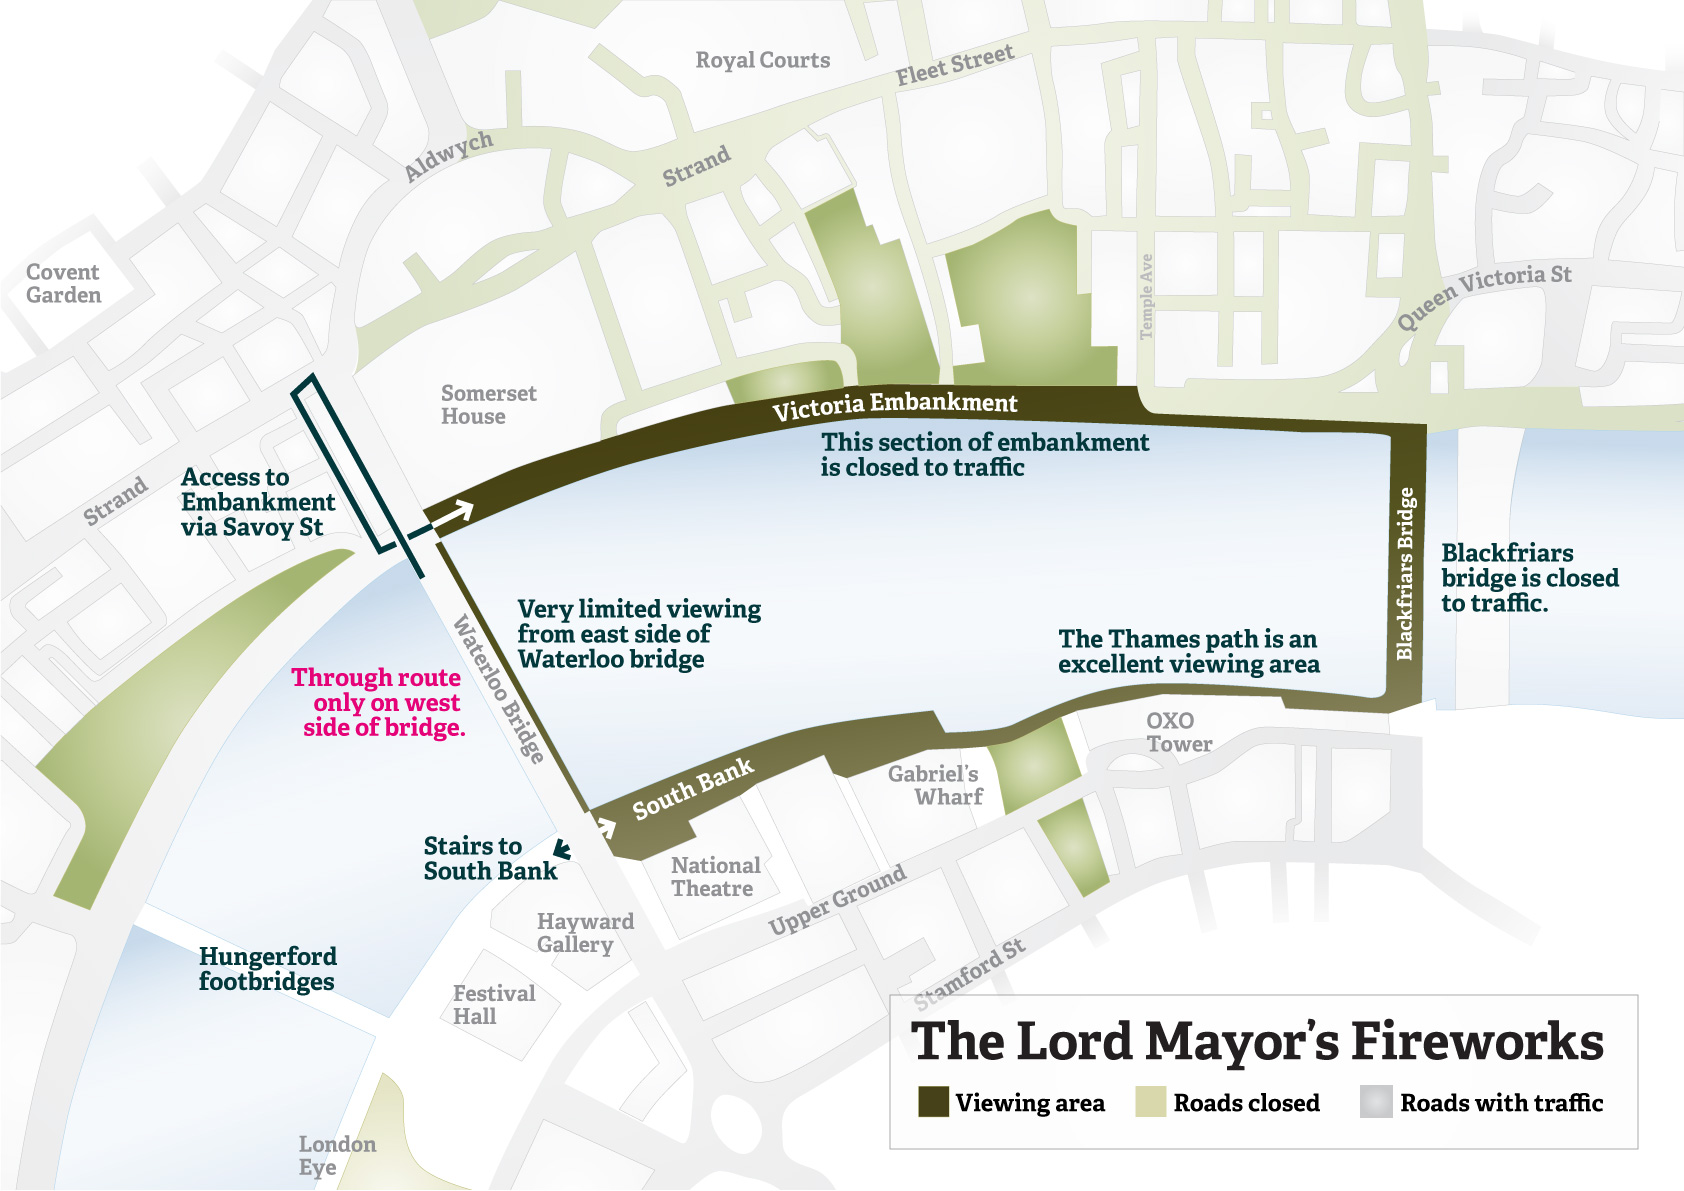 Royal Courts
Fleet Street
Aldwych
Strand
Covent
Garden
Temple Ave
Queen Victoria St
Somerset
House
Victoria Embankment
This section of embankment
is closed to traffic
Access to
Embankment
via Savoy St
Strand
Blackfriars Bridge
Blackfriars
bridge is closed
to traffic.
Very limited viewing
from east side of
Waterloo bridge
The Thames path is an
excellent viewing area
Through route
only on west
side of bridge.
Waterloo Bridge
OXO
Tower
South Bank
Gabriel's
Wharf
Stairs to
South Bank
National
Theatre
Upper Ground
Hayward
Gallery
Hungerford
footbridges
Stamford St
Festival
Hall
London
Eye
The Lord Mayor's Fireworks
Viewing area
Roads closed
Roads with traffic